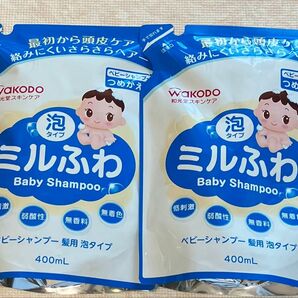 最初から頭皮ケア
絡みにくいさらさらヘア
WAKODO
和光堂スキンケア
ベビーシャンプー
つめかえ
泡
タイプ
ミルふわ
Baby Shampoo
低刺激
弱酸性
無香料
無着色
ベビーシャンプー 髪用 泡タイプ
400mL
最初から頭皮ケア
絡みにくいさらさらヘア
WAKODO
和光堂スキンケア
ベビーシャンプー
つめかえ
泡
タイプ
ミルふわ
Baby Shampoo
低刺激
弱酸性
無香料
無着色
ベビーシャンプー 髪用 泡タイプ
400mL